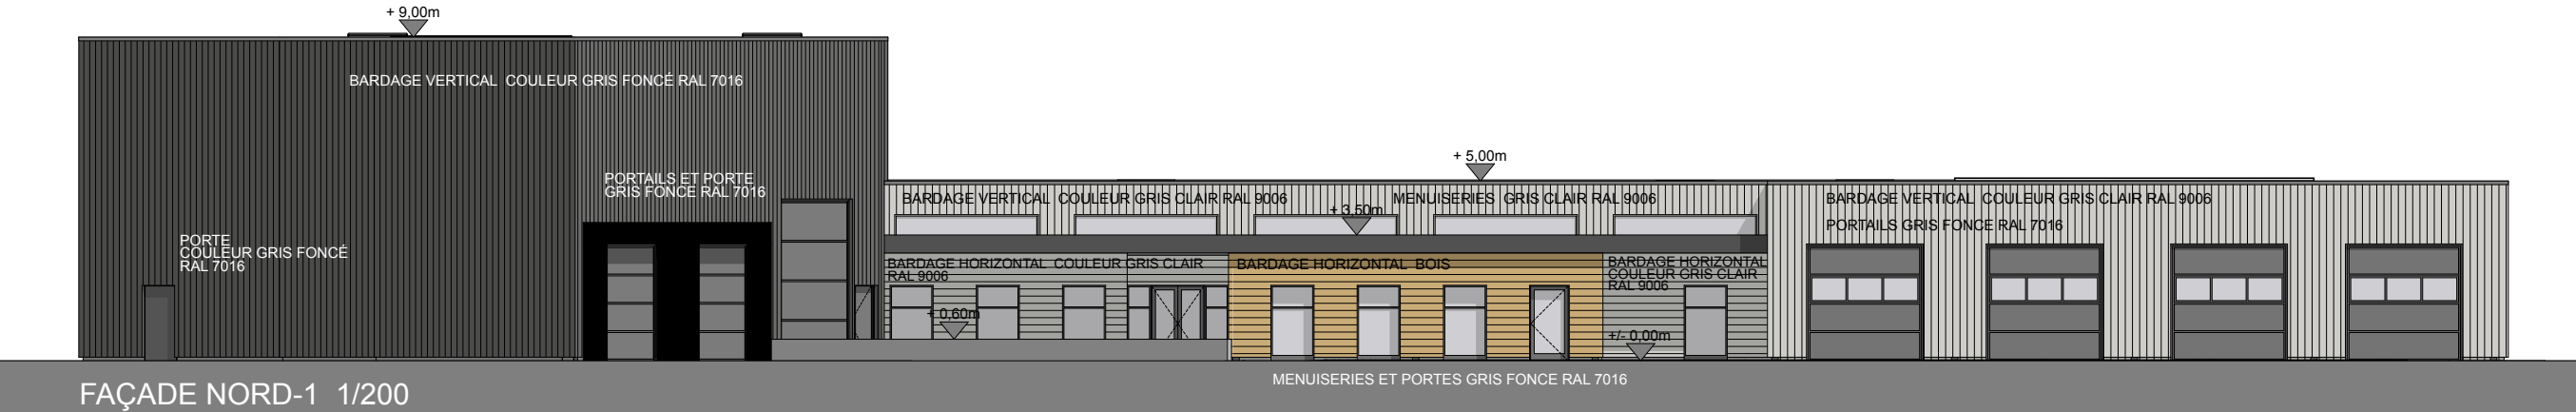 + 9,00m
BARDAGE VERTICAL  COULEUR GRIS FONCÉ RAL 7016
+ 5,00m
PORTAILS ET PORTE
GRIS FONCE RAL 7016
BARDAGE VERTICAL  COULEUR GRIS CLAIR RAL 9006
MENUISERIES  GRIS CLAIR RAL 9006
BARDAGE VERTICAL  COULEUR GRIS CLAIR RAL 9006
+ 3,50m
PORTAILS GRIS FONCE RAL 7016
PORTE
COULEUR GRIS FONCÉ
RAL 7016
BARDAGE HORIZONTAL  COULEUR GRIS CLAIR
RAL 9006
BARDAGE HORIZONTAL  BOIS
BARDAGE HORIZONTAL
COULEUR GRIS CLAIR
RAL 9006
+ 0,60m
+/- 0,00m
MENUISERIES ET PORTES GRIS FONCE RAL 7016
FAÇADE NORD-1  1/200